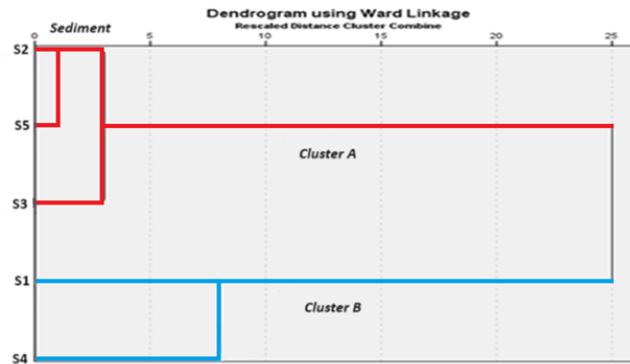 Dendrogram using Ward Linkage
Rescaled Distance Cluster Combine
Sediment
0 5 10 15 20 25
S2
S5
Cluster A
S3
S1
Cluster B
S4